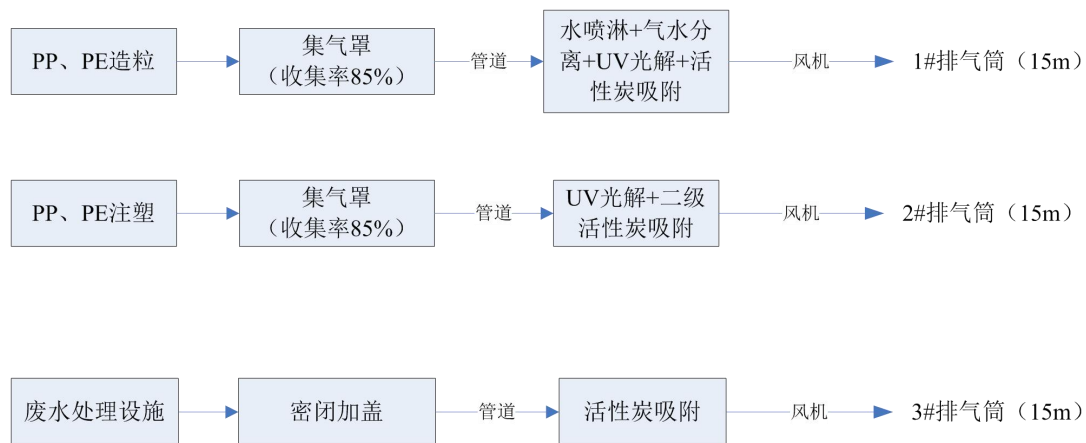 PP、PE造粒
集气罩
（收集率85%）
管道
水喷淋+气水分
离+UV光解+活
性炭吸附
风机
1#排气筒（15m）
PP、PE注塑
集气罩
（收集率85%）
管道
UV光解+二级
活性炭吸附
风机
2#排气筒（15m）
废水处理设施
密闭加盖
管道
活性炭吸附
风机
3#排气筒（15m）